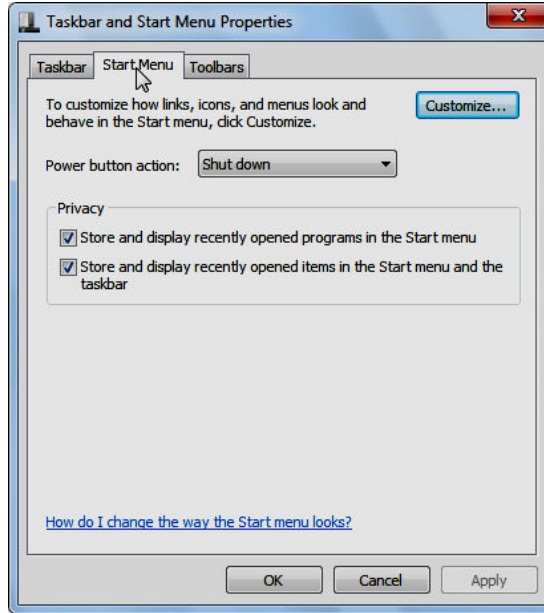 Taskbar and Start Menu Properties
Taskbar
Start Menu
Toolbars
To customize how links, icons, and menus look and
behave in the Start menu, click Customize.
Customize...
Power button action:
Shut down
Privacy
Store and display recently opened programs in the Start menu
Store and display recently opened items in the Start menu and the
taskbar
How do I change the way the Start menu looks?
OK
Cancel
Apply